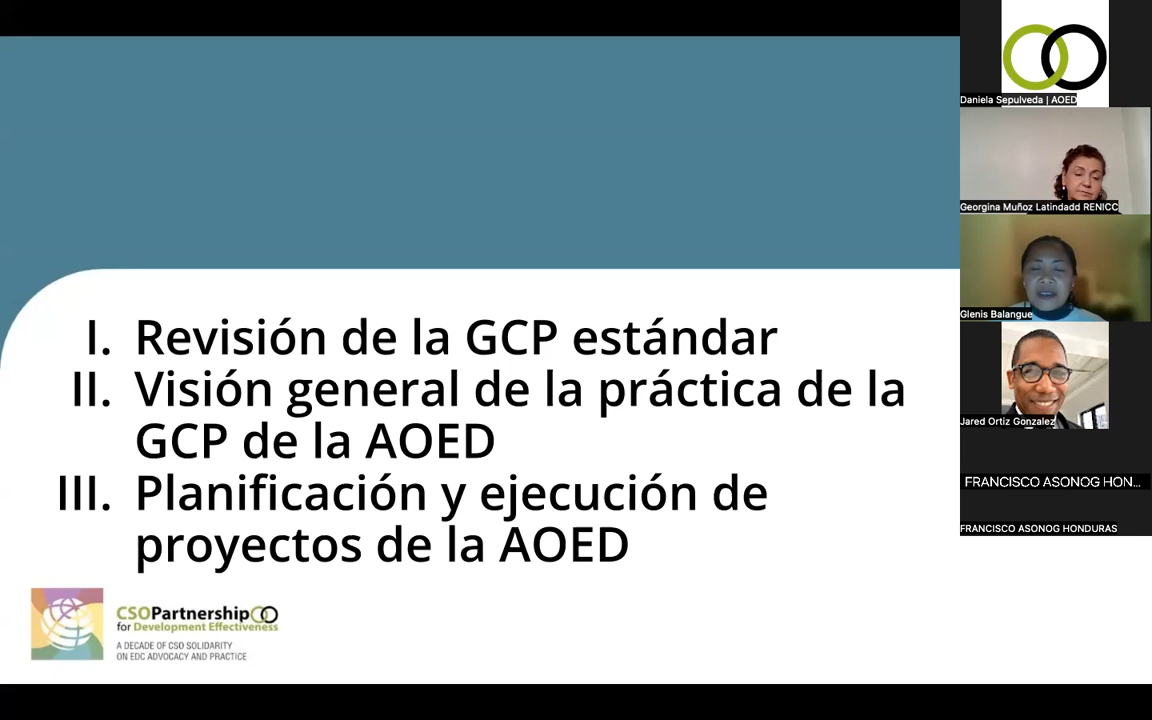 I. Revisión de la GCP estándar
II. Visión general de la práctica de la
GCP de la AOED
III. Planificación y ejecución de
proyectos de la AOED
CSOPartnership
for Development Effectiveness
A DECADE OF CSO SOLIDARITY
ON EDC ADVOCACY AND PRACTICE
Daniela Sepulveda | AOED
Georgina Muñoz Latindadd RENICC
Glenis Balangue
Jared Ortiz Gonzalez
FRANCISCO ASONOG HON...
FRANCISCO ASONOG HONDURAS